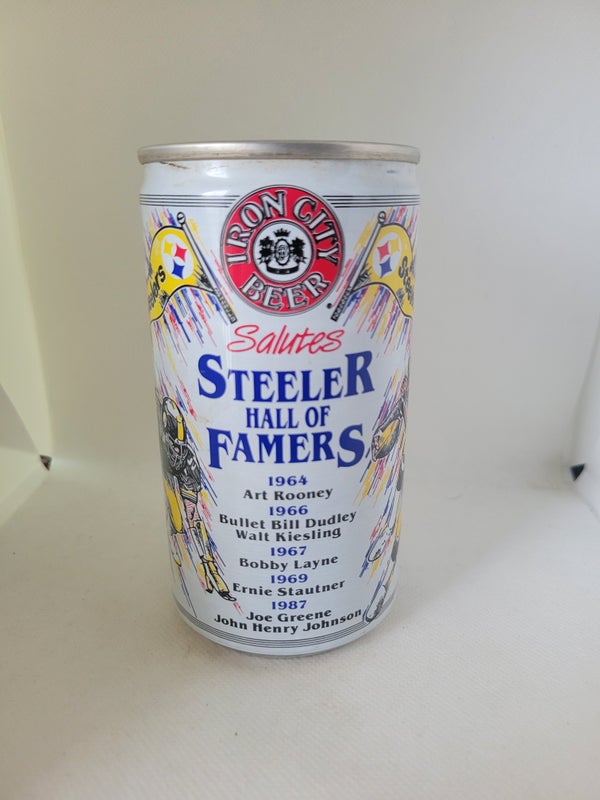 IRON CITY
BEER
Salutes
STEELER
HALL OF
FAMERS
1964
Art Rooney
1966
Bullet Bill Dudley
Walt Kiesling
1967
Bobby Layne
1969
Ernie Stautner
1987
Joe Greene
John Henry Johnson